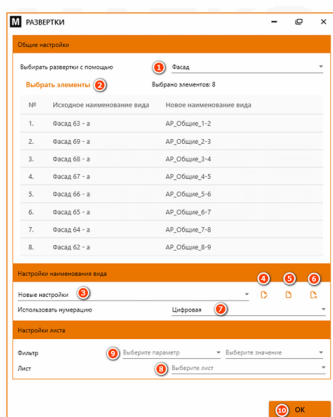 М РАЗВЕРТКИ
Общие настройки
Выбирать развертки с помощью 1 Фасад
Выбрать элементы 2 Выбрано элементов: 8
№ Исходное наименование вида Новое наименование вида
1. Фасад 63 - а АР_Общие_1-2
2. Фасад 69 - а АР_Общие_2-3
3. Фасад 68 - а АР_Общие_3-4
4. Фасад 67 - а АР_Общие_4-5
5. Фасад 66 - а АР_Общие_5-6
6. Фасад 65 - а АР_Общие_6-7
7. Фасад 64 - а АР_Общие_7-8
8. Фасад 62 - а АР_Общие_8-9
Настройки наименования вида 4 5 6
Новые настройки 3
Использовать нумерацию Цифровая 7
Настройки листа
Фильтр 9 Выберите параметр Выберите значение
Лист 8 Выберите лист
10 ОК